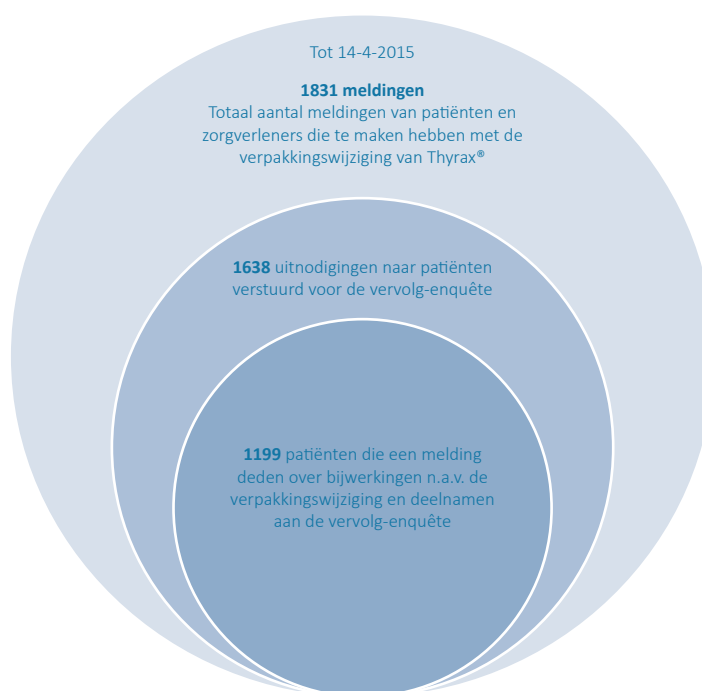 Tot 14-4-2015
1831 meldingen
Totaal aantal meldingen van patiënten en
zorgverleners die te maken hebben met de
verpakkingswijziging van Thyrax®
1638 uitnodigingen naar patiënten
verstuurd voor de vervolg-enquête
1199 patiënten die een melding
deden over bijwerkingen n.a.v. de
verpakkingswijziging en deelnamen
aan de vervolg-enquête